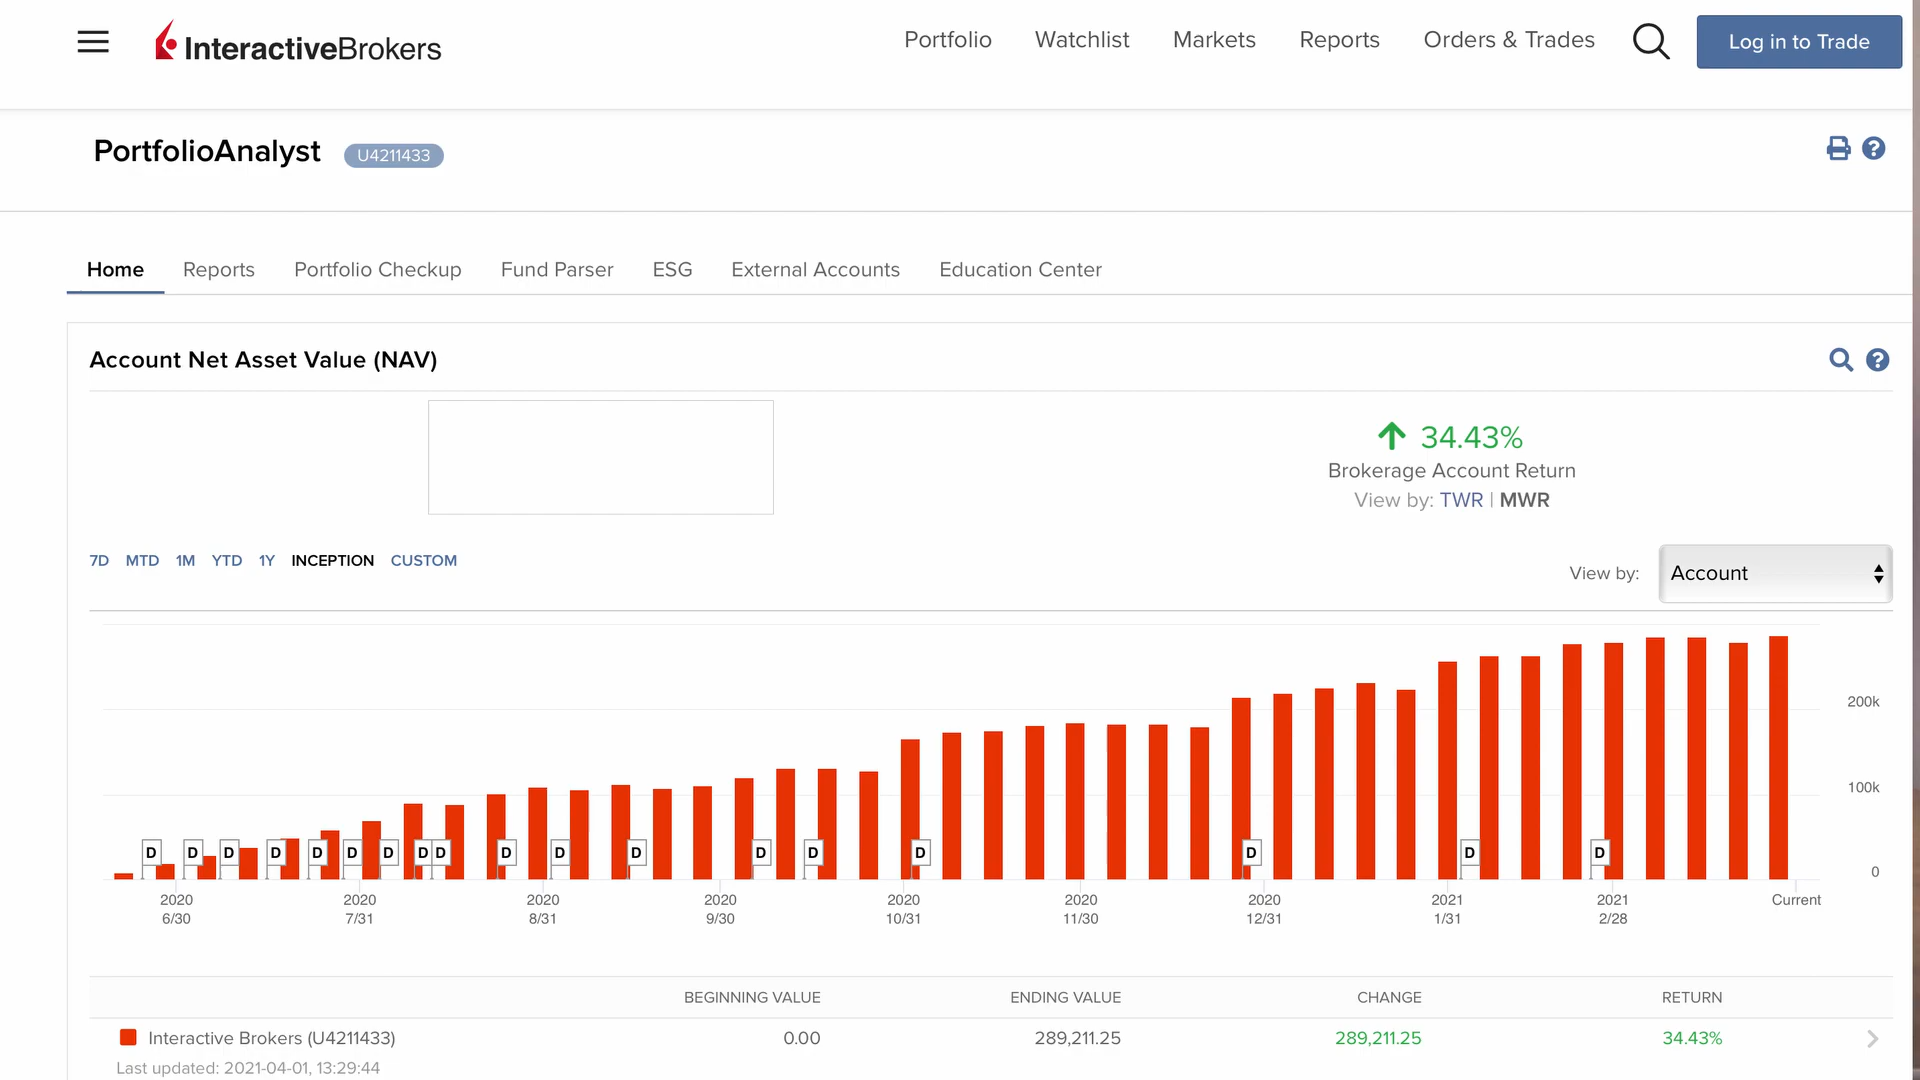 InteractiveBrokers
Portfolio Watchlist Markets Reports Orders & Trades Log in to Trade
PortfolioAnalyst U4211433
Home Reports Portfolio Checkup Fund Parser ESG External Accounts Education Center
Account Net Asset Value (NAV)
34.43%
Brokerage Account Return
View by: TWR | MWR
7D MTD 1M YTD 1Y INCEPTION CUSTOM
View by: Account
200k
100k
D D D D D D D D D D D D D D D D D D
0
2020 2020 2020 2020 2020 2020 2020 2021 2021 Current
6/30 7/31 8/31 9/30 10/31 11/30 12/31 1/31 2/28
BEGINNING VALUE ENDING VALUE CHANGE RETURN
Interactive Brokers (U4211433) 0.00 289,211.25 289,211.25 34.43%
Last updated: 2021-04-01, 13:29:44